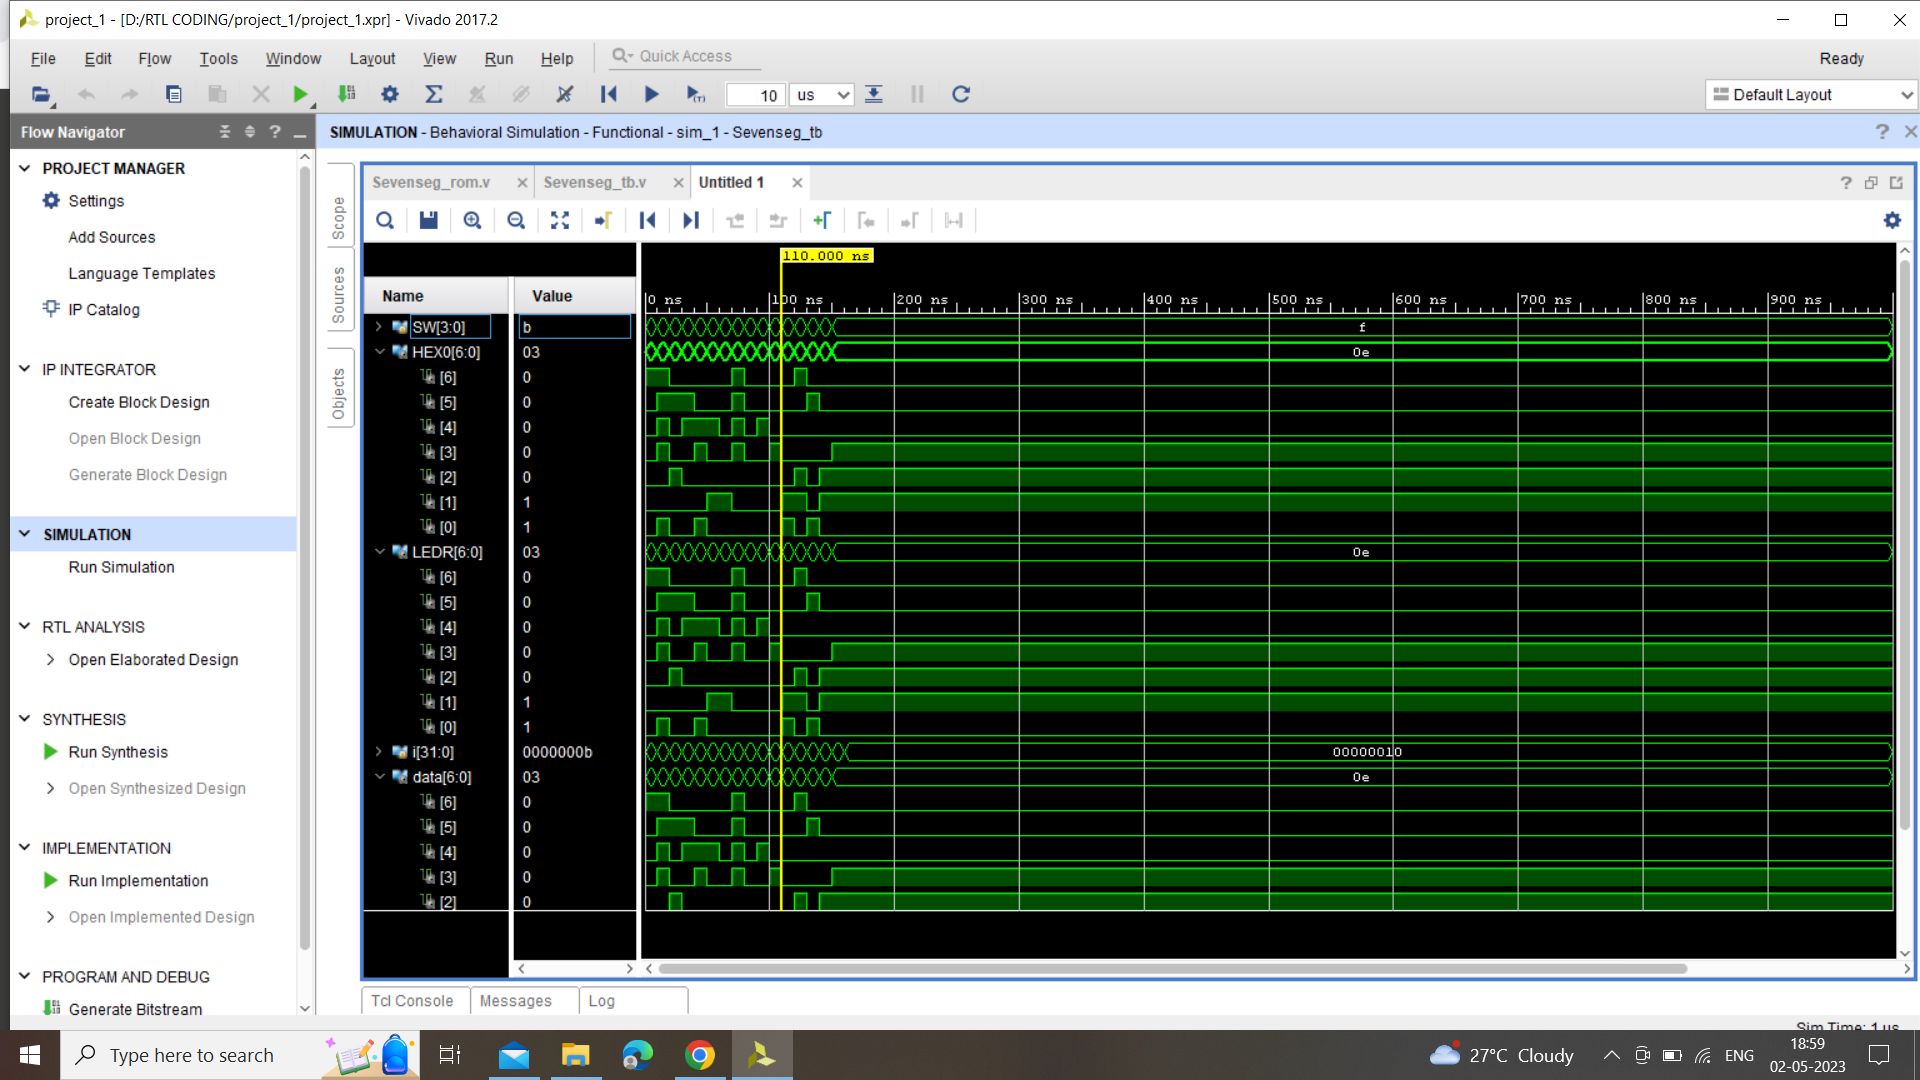 project_1 - [D:/RTL CODING/project_1/project_1.xpr] - Vivado 2017.2
File Edit Flow Tools Window Layout View Run Help Quick Access Ready
10 us Default Layout
Flow Navigator
SIMULATION - Behavioral Simulation - Functional - sim_1 - Sevenseg_tb
PROJECT MANAGER
Settings
Add Sources
Language Templates
IP Catalog
IP INTEGRATOR
Create Block Design
Open Block Design
Generate Block Design
SIMULATION
Run Simulation
RTL ANALYSIS
Open Elaborated Design
SYNTHESIS
Run Synthesis
Open Synthesized Design
IMPLEMENTATION
Run Implementation
Open Implemented Design
PROGRAM AND DEBUG
Generate Bitstream
Scope
Sources
Objects
Sevenseg_rom.v Sevenseg_tb.v Untitled 1
110.000 ns
Name Value
0 ns 100 ns 200 ns 300 ns 400 ns 500 ns 600 ns 700 ns 800 ns 900 ns
SW[3:0] b f
HEX0[6:0] 03 0e
[6] 0
[5] 0
[4] 0
[3] 0
[2] 0
[1] 1
[0] 1
LEDR[6:0] 03 0e
[6] 0
[5] 0
[4] 0
[3] 0
[2] 0
[1] 1
[0] 1
i[31:0] 0000000b 00000010
data[6:0] 03 0e
[6] 0
[5] 0
[4] 0
[3] 0
[2] 0
Tcl Console Messages Log
Sim Time: 1 us
Type here to search
27°C Cloudy
ENG
18:59
02-05-2023